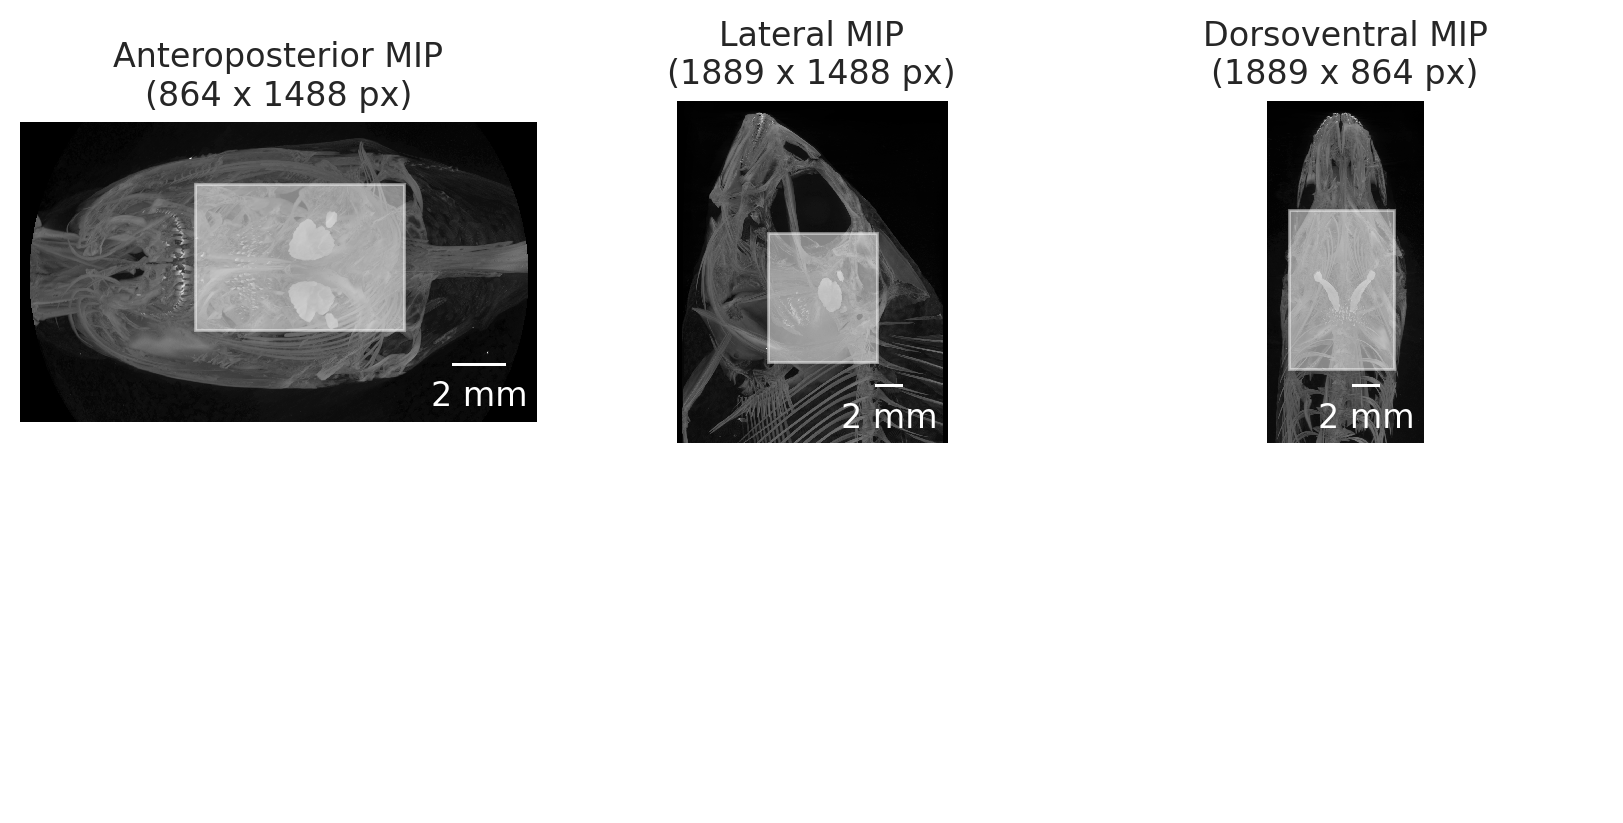 Anteroposterior MIP
(864 x 1488 px)
Lateral MIP
(1889 x 1488 px)
Dorsoventral MIP
(1889 x 864 px)
2 mm
2 mm
2 mm